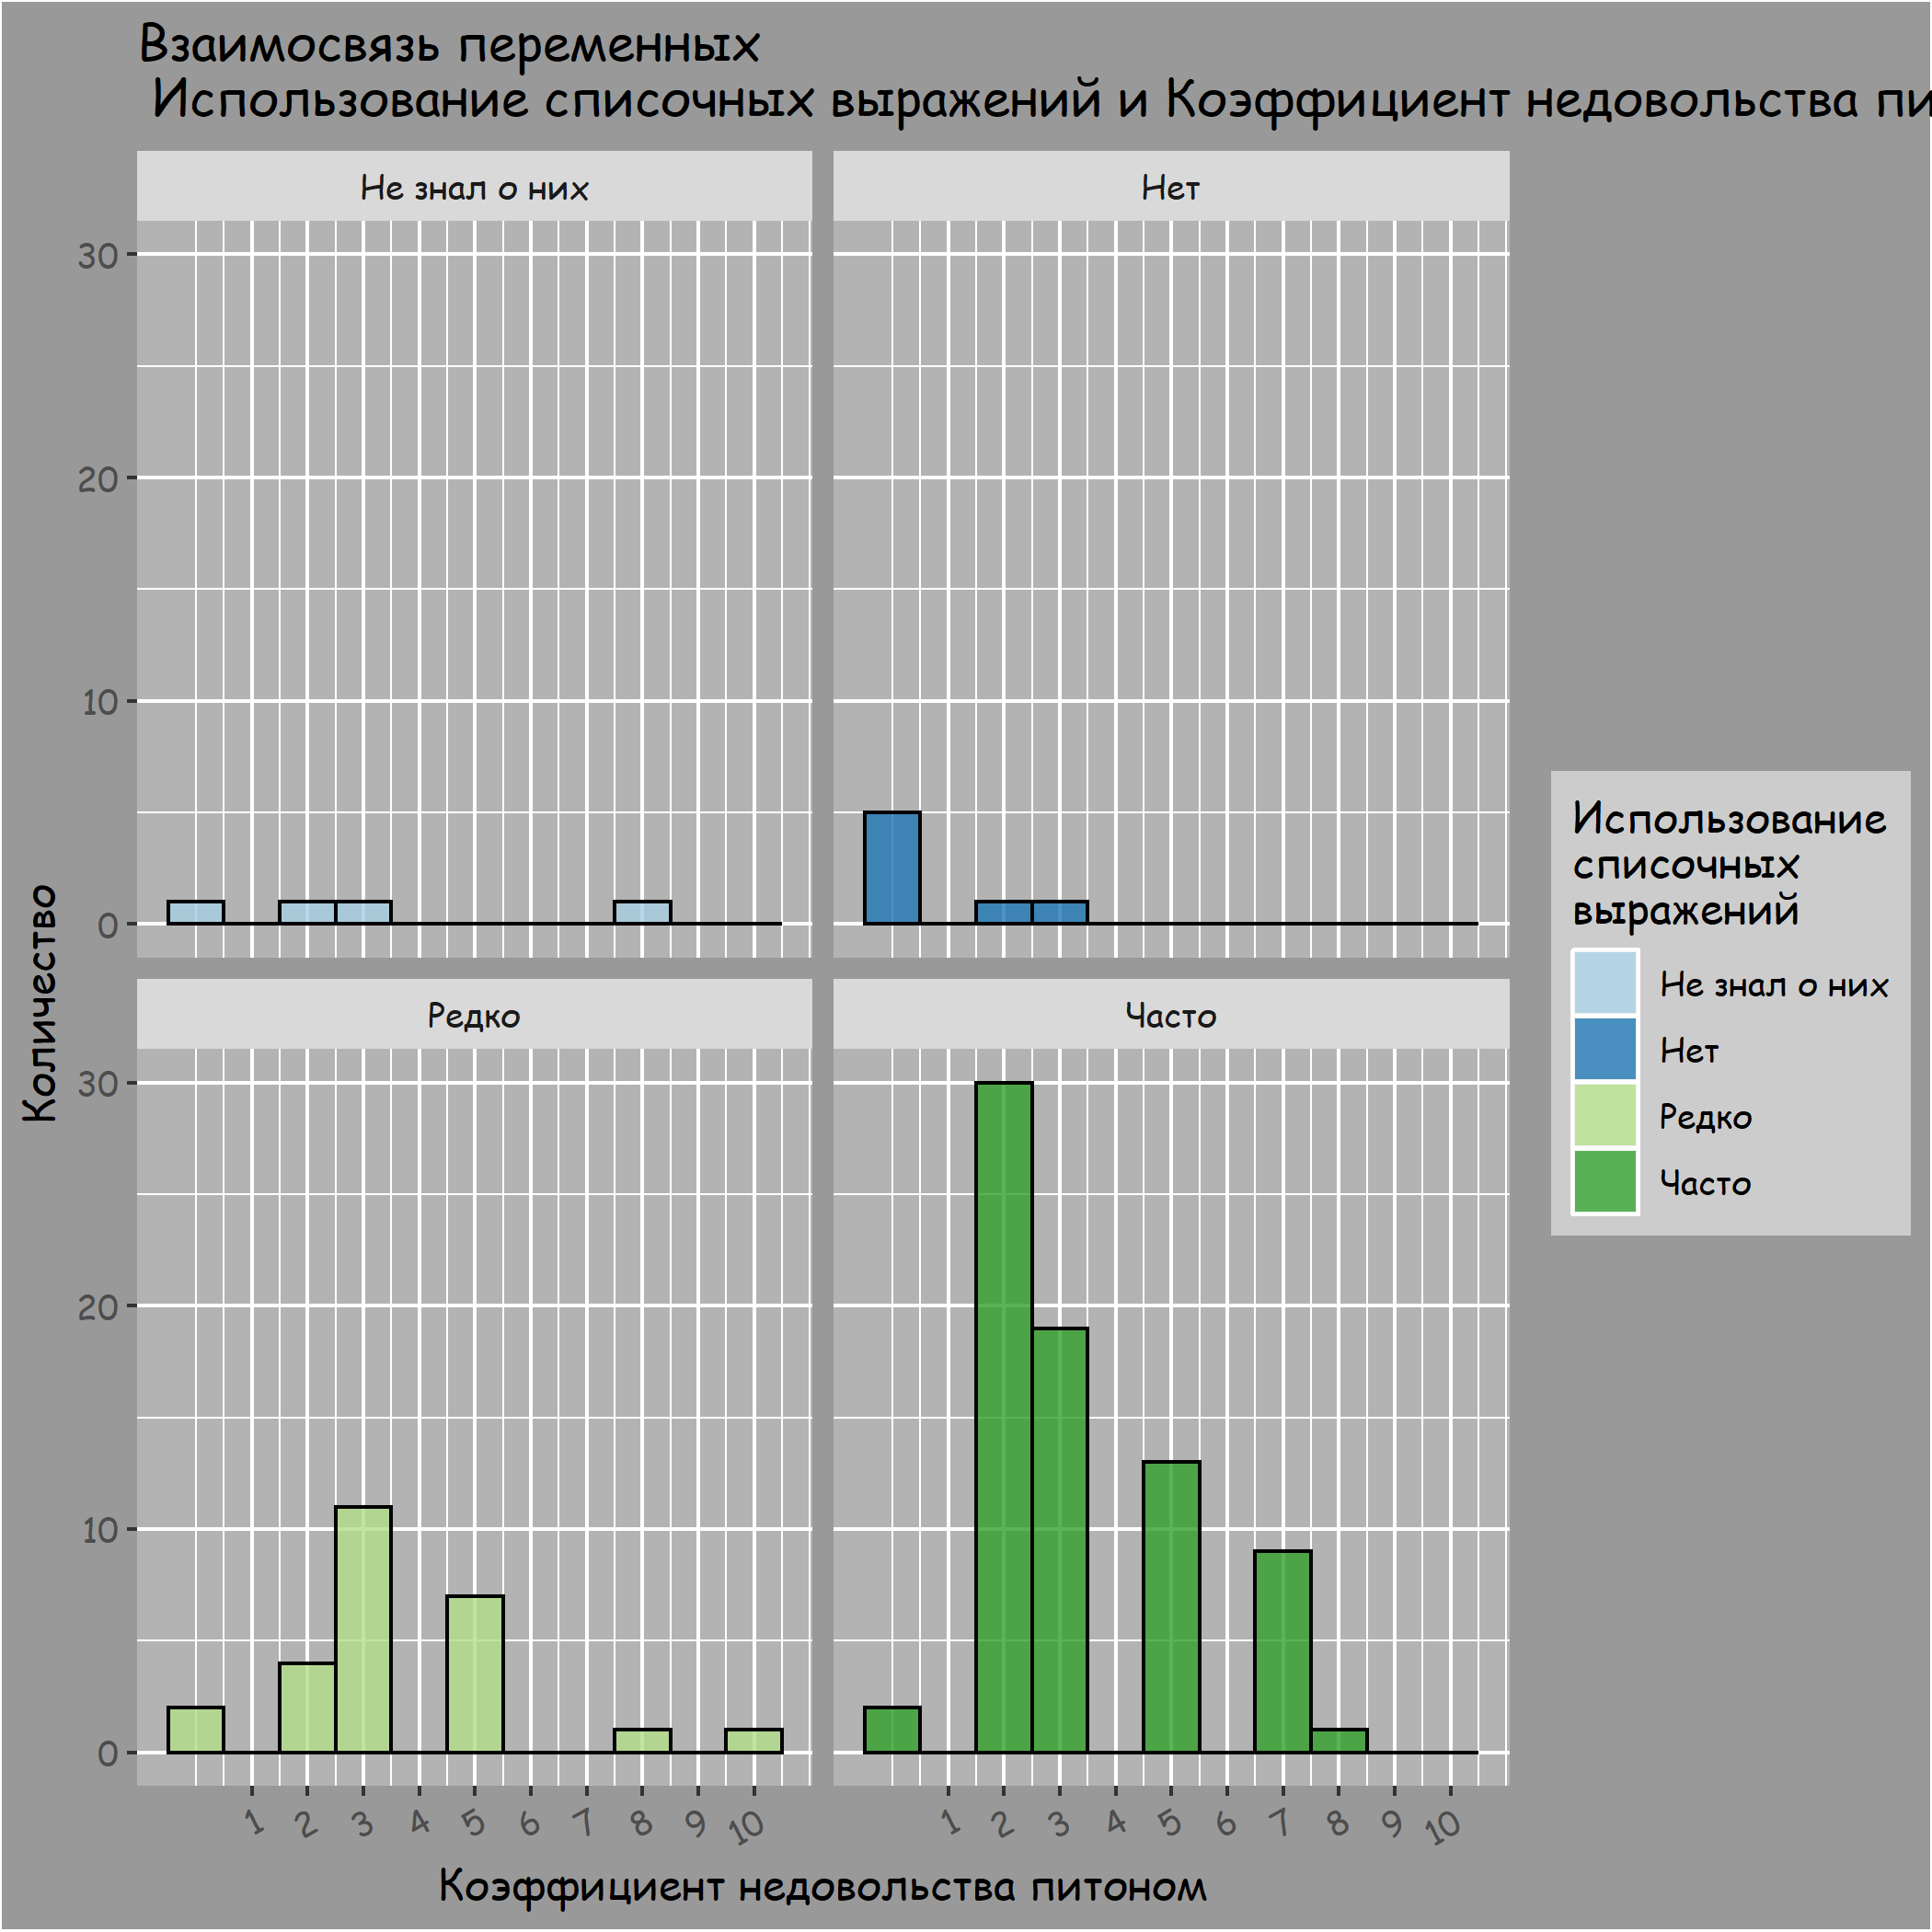 Взаимосвязь переменных
Использование списочных выражений и Коэффициент недовольства
Не знал о них
Нет
30
20
10
0
Количество
Редко
Часто
30
20
10
0
1 2 3 4 5 6 7 8 9 10
1 2 3 4 5 6 7 8 9 10
Коэффициент недовольства питоном
Использование
списочных
выражений
Не знал о них
Нет
Редко
Часто